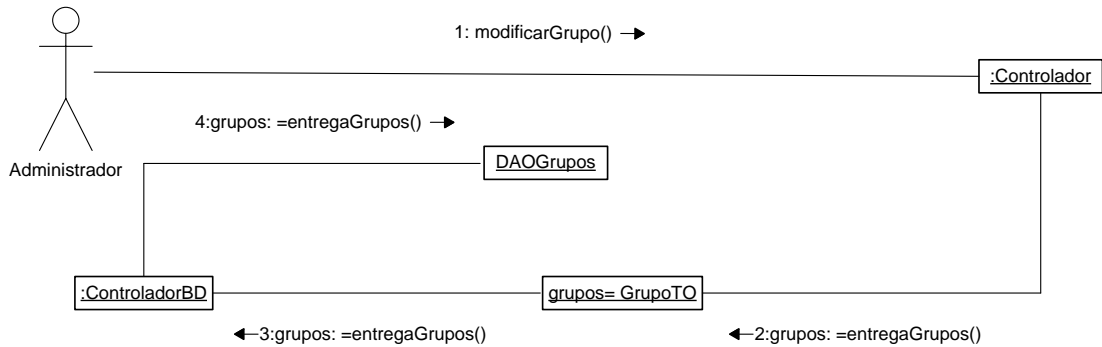 1: modificarGrupo()
:Controlador
4:grupos: =entregaGrupos()
DAOGrupos
Administrador
:ControladorBD
grupos= GrupoTO
3:grupos: =entregaGrupos()
2:grupos: =entregaGrupos()